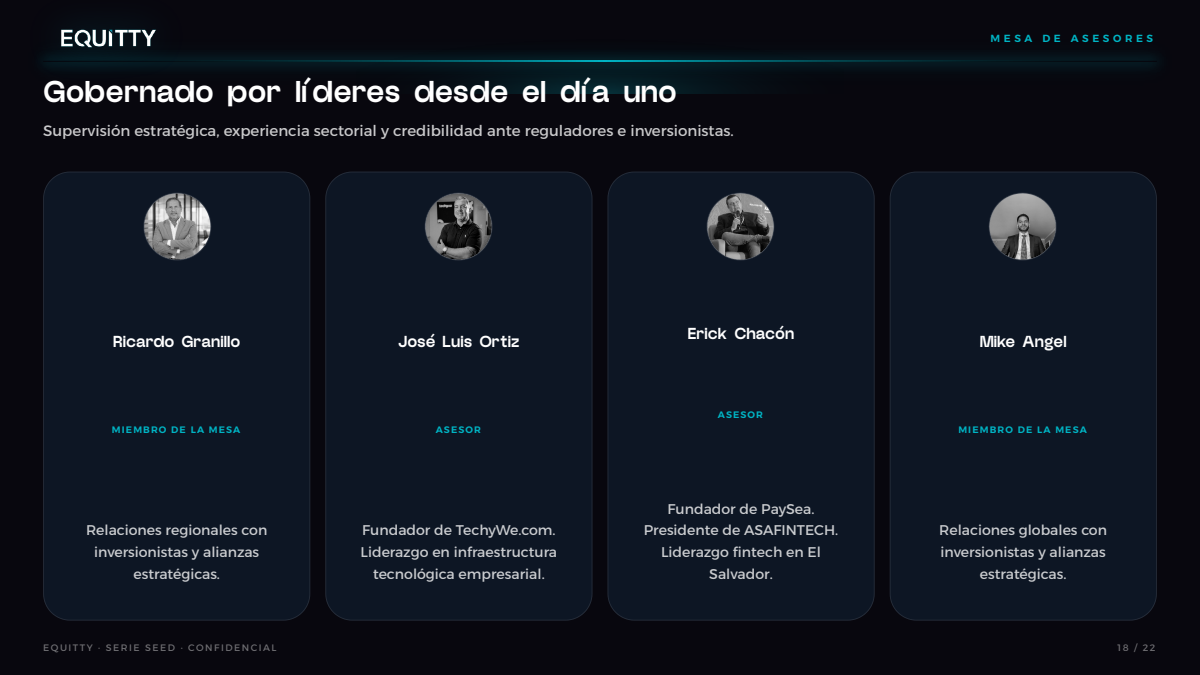 EQUITTY
MESA DE ASESORES
Gobernado por líderes desde el día uno
Supervisión estratégica, experiencia sectorial y credibilidad ante reguladores e inversionistas.
Ricardo Granillo
MIEMBRO DE LA MESA
Relaciones regionales con
inversionistas y alianzas
estratégicas.
José Luis Ortiz
ASESOR
Fundador de TechyWe.com.
Liderazgo en infraestructura
tecnológica empresarial.
Erick Chacón
ASESOR
Fundador de PaySea.
Presidente de ASAFINTECH.
Liderazgo fintech en El
Salvador.
Mike Angel
MIEMBRO DE LA MESA
Relaciones globales con
inversionistas y alianzas
estratégicas.
EQUITTY · SERIE SEED · CONFIDENCIAL
18 / 22